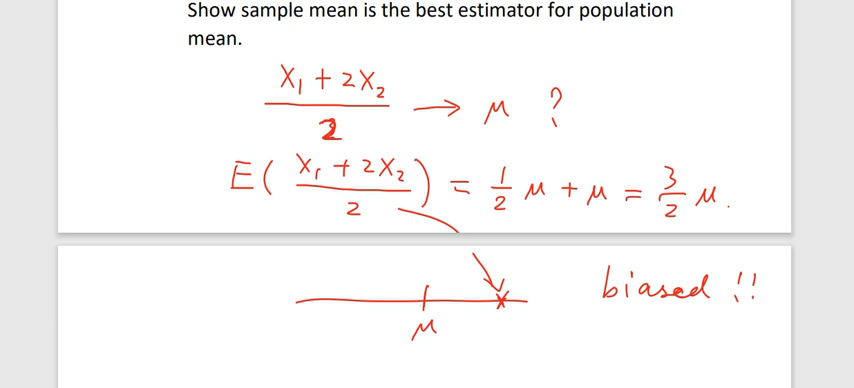 Show sample mean is the best estimator for population
mean.
(X₁ + 2X₂)/2 → μ ?
E((X₁ + 2X₂)/2) = 1/2 μ + μ = 3/2 μ.
biased !!
μ